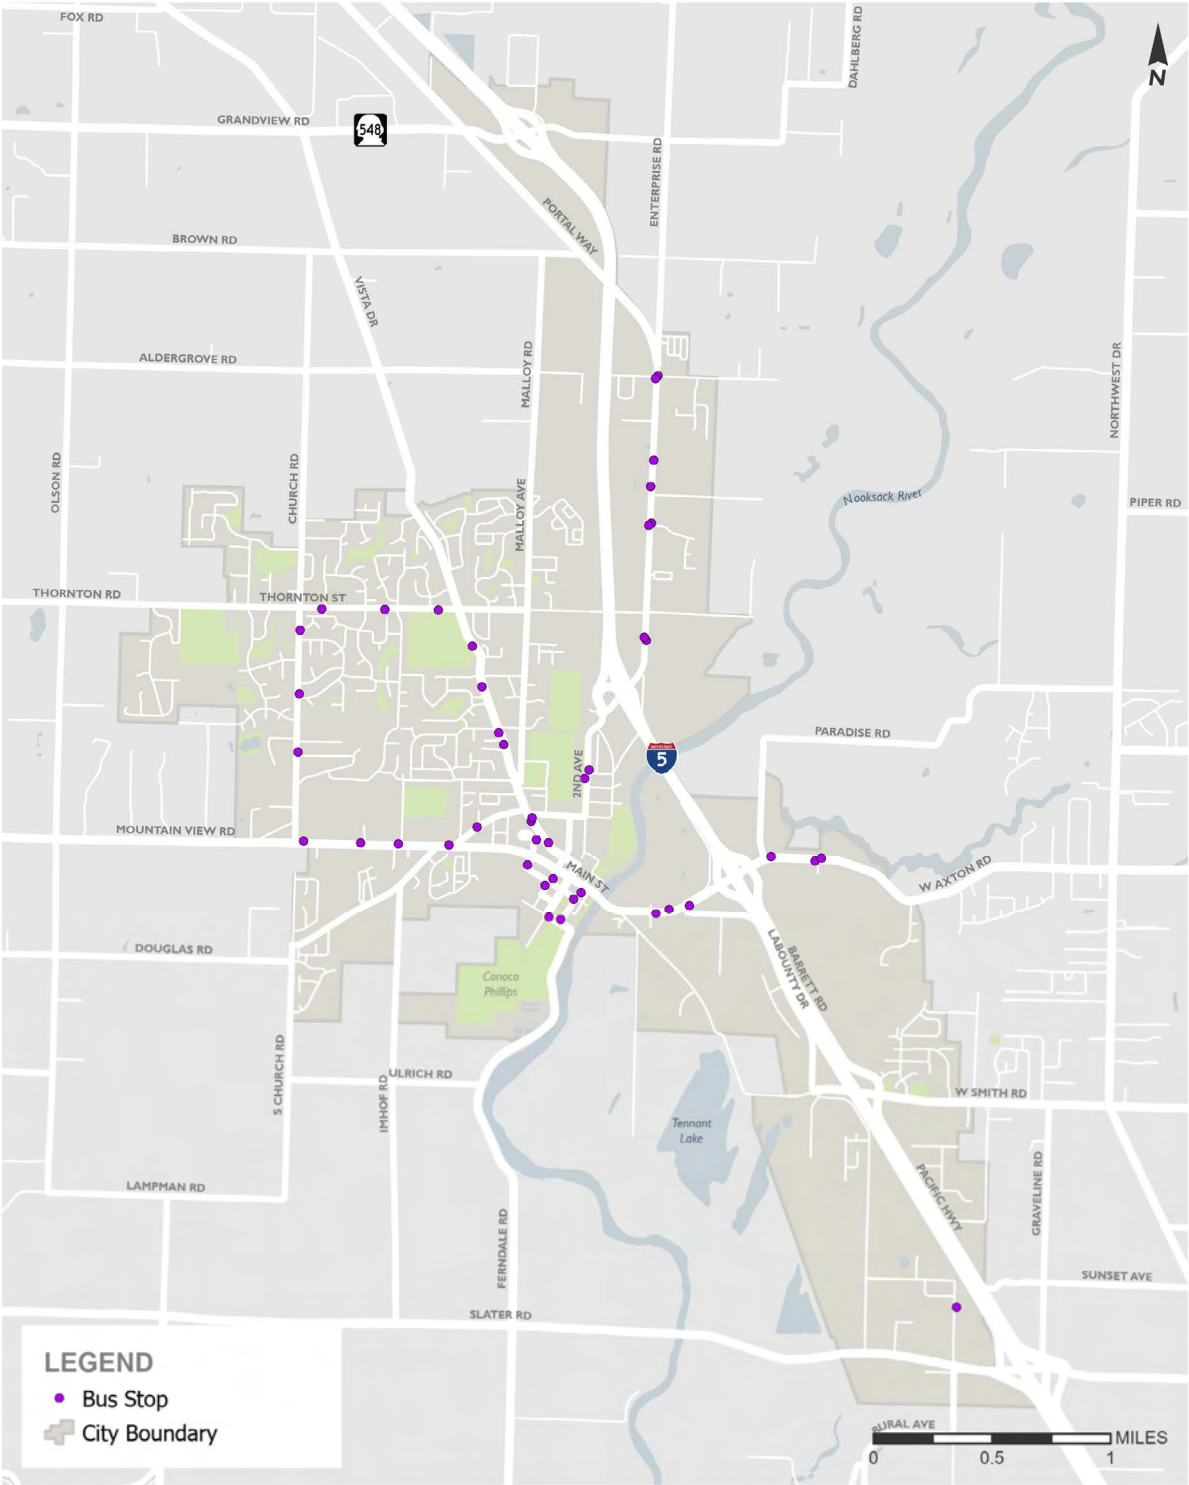 FOX RD
DAHLBERG RD
N
GRANDVIEW RD
548
ENTERPRISE RD
PORTAL WAY
BROWN RD
VISTA DR
ALDERGROVE RD
MALLOY RD
NORTHWEST DR
OLSON RD
CHURCH RD
MALLOY AVE
Nooksack River
PIPER RD
THORNTON RD
THORNTON ST
PARADISE RD
INTERSTATE
5
2ND AVE
MOUNTAIN VIEW RD
MAIN ST
W AXTON RD
DOUGLAS RD
LABOUNTY DR
BARRETT RD
Conoco
Phillips
S CHURCH RD
IMHOF RD
ULRICH RD
W SMITH RD
Tennant
Lake
LAMPMAN RD
FERNDALE RD
PACIFIC HWY
GRAVELINE RD
SUNSET AVE
SLATER RD
LEGEND
Bus Stop
City Boundary
RURAL AVE
MILES
0 0.5 1